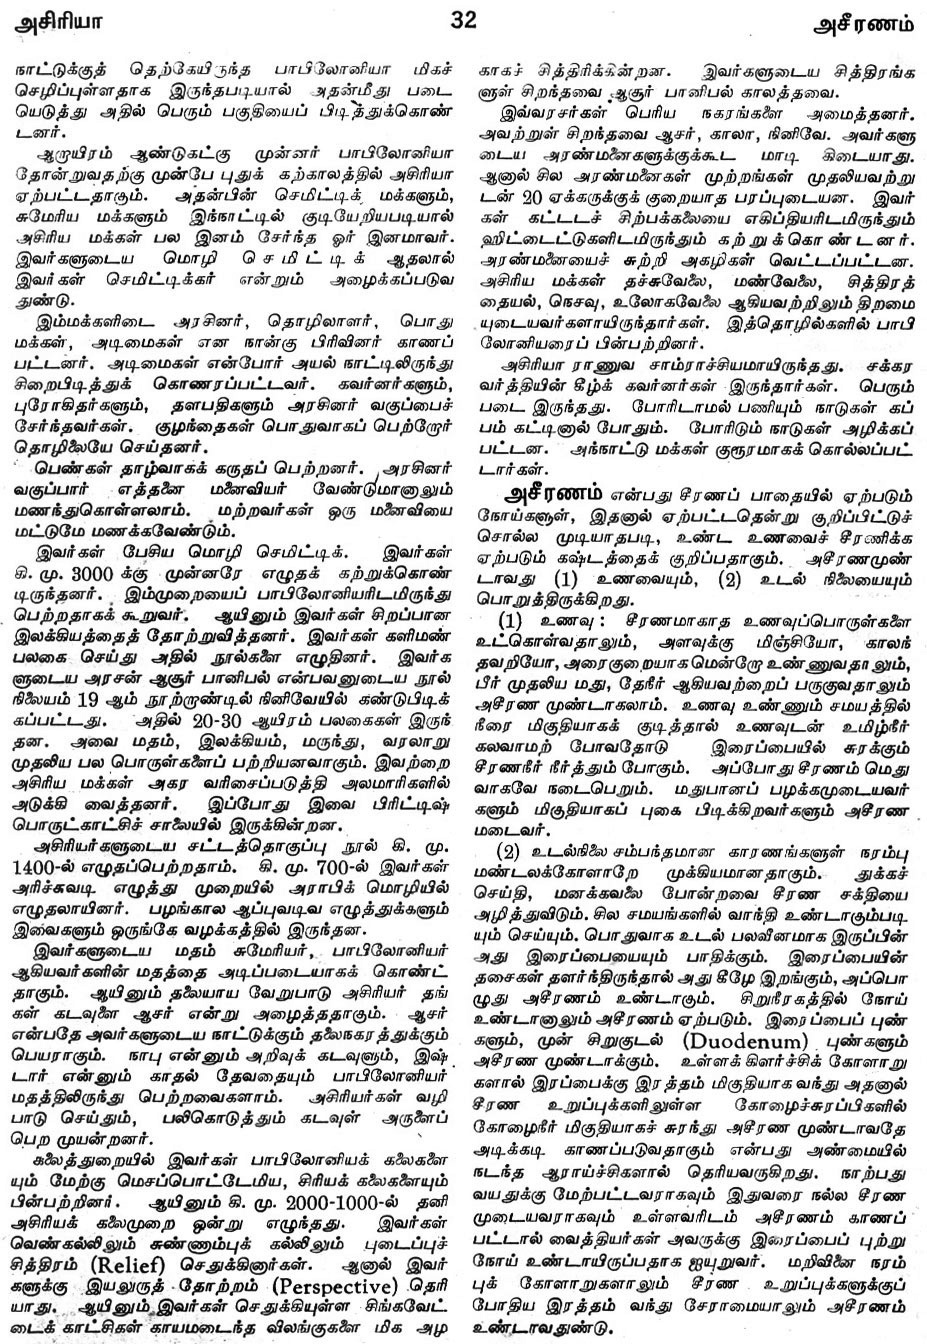 அசிரியா
32
அசீரணம்
நாட்டுக்குத் தெற்கேயிருந்த பாபிலோனியா மிகச்
செழிப்புள்ளதாக இருந்தபடியால் அதன்மீது படை
யெடுத்து அதில் பெரும் பகுதியைப் பிடித்துக்கொண்
டனர்.
ஆறாயிரம் ஆண்டுகட்கு முன்னர் பாபிலோனியா
தோன்றுவதற்கு முன்பே புதுக் கற்காலத்தில் அசிரியா
ஏற்பட்டதாகும். அதன்பின் செமிட்டிக் மக்களும்,
சுமேரிய மக்களும் இந்நாட்டில் குடியேறியபடியால்
அசிரிய மக்கள் பல இனம் சேர்ந்த ஓர் இனமாவர்.
இவர்களுடைய மொழி செமிட்டிக் ஆதலால்
இவர்கள் செமிட்டிக்கர் என்றும் அழைக்கப்படுவ
துண்டு.
இம்மக்களிடை அரசினர், தொழிலாளர், பொது
மக்கள், அடிமைகள் என நான்கு பிரிவினர் காணப்
பட்டனர். அடிமைகள் என்போர் அயல் நாட்டிலிருந்து
சிறைபிடித்துக் கொணரப்பட்டவர். கவர்னர்களும்,
புரோகிதர்களும், தளபதிகளும் அரசினர் வகுப்பைச்
சேர்ந்தவர்கள். குழந்தைகள் பொதுவாகப் பெற்றோர்
தொழிலையே செய்தனர்.
பெண்கள் தாழ்வாகக் கருதப் பெற்றனர். அரசினர்
வகுப்பார் எத்தனை மனைவியர் வேண்டுமானாலும்
மணந்துகொள்ளலாம். மற்றவர்கள் ஒரு மனைவியை
மட்டுமே மணக்கவேண்டும்.
இவர்கள் பேசிய மொழி செமிட்டிக். இவர்கள்
கி. மு. 3000 க்கு முன்னரே எழுதக் கற்றுக்கொண்
டிருந்தனர். இம்முறையைப் பாபிலோனியரிடமிருந்து
பெற்றதாகக் கூறுவர். ஆயினும் இவர்கள் சிறப்பான
இலக்கியத்தைத் தோற்றுவித்தனர். இவர்கள் களிமண்
பலகை செய்து அதில் நூல்களை எழுதினர். இவர்க
ளுடைய அரசன் ஆசூர் பானிபல் என்பவனுடைய நூல்
நிலையம் 19 ஆம் நூற்றாண்டில் நினிவேயில் கண்டுபிடிக்
கப்பட்டது. அதில் 20-30 ஆயிரம் பலகைகள் இருந்
தன. அவை மதம், இலக்கியம், மருந்து, வரலாறு
முதலிய பல பொருள்களைப் பற்றியனவாகும். இவற்றை
அசிரிய மக்கள் அகர வரிசைப்படுத்தி அலமாரிகளில்
அடுக்கி வைத்தனர். இப்போது இவை பிரிட்டிஷ்
பொருட்காட்சிச் சாலையில் இருக்கின்றன.
அசிரியர்களுடைய சட்டத்தொகுப்பு நூல் கி. மு.
1400-ல் எழுதப்பெற்றதாம். கி. மு. 700-ல் இவர்கள்
அரிச்சுவடி எழுத்து முறையில் அராபிக் மொழியில்
எழுதலாயினர். பழங்கால ஆப்புவடிவ எழுத்துக்களும்
இவைகளும் ஒருங்கே வழக்கத்தில் இருந்தன.
இவர்களுடைய மதம் சுமேரியர், பாபிலோனியர்
ஆகியவர்களின் மதத்தை அடிப்படையாகக் கொண்ட
தாகும். ஆயினும் தலையாய வேறுபாடு அசிரியர் தங்
கள் கடவுளை ஆசர் என்று அழைத்ததாகும். ஆசர்
என்பதே அவர்களுடைய நாட்டுக்கும் தலைநகரத்துக்கும்
பெயராகும். நாபு என்னும் அறிவுக் கடவுளும், இஷ்
டார் என்னும் காதல் தேவதையும் பாபிலோனியர்
மதத்திலிருந்து பெற்றவைகளாம். அசிரியர்கள் வழி
பாடு செய்தும், பலிகொடுத்தும் கடவுள் அருளைப்
பெற முயன்றனர்.
கலைத்துறையில் இவர்கள் பாபிலோனியக் கலைகளை
யும் மேற்கு மெசப்பொட்டேமிய, சிரியக் கலைகளையும்
பின்பற்றினர். ஆயினும் கி. மு. 2000-1000-ல் தனி
அசிரியக் கலைமுறை ஒன்று எழுந்தது. இவர்கள்
வெண்கல்லிலும் சுண்ணாம்புக் கல்லிலும் புடைப்புச்
சித்திரம் (Relief) செதுக்கினார்கள். ஆனால் இவர்
களுக்கு இயலுருத் தோற்றம் (Perspective) தெரி
யாது. ஆயினும் இவர்கள் செதுக்கியுள்ள சிங்கவேட்
டைக் காட்சிகள் காயமடைந்த விலங்குகளை மிக அழ
காகச் சித்திரிக்கின்றன. இவர்களுடைய சித்திரங்க
ளுள் சிறந்தவை ஆசூர் பானிபல் காலத்தவை.
இவ்வரசர்கள் பெரிய நகரங்களை அமைத்தனர்.
அவற்றுள் சிறந்தவை ஆசர், காலா, நினிவே. அவர்களு
டைய அரண்மனைகளுக்குக்கூட மாடி கிடையாது.
ஆனால் சில அரண்மனைகள் முற்றங்கள் முதலியவற்று
டன் 20 ஏக்கருக்குக் குறையாத பரப்புடையன. இவர்
கள் கட்டடச் சிற்பக்கலையை எகிப்தியரிடமிருந்தும்
ஹிட்டைட்டுகளிடமிருந்தும் கற்றுக்கொண்டனர்.
அரண்மனையைச் சுற்றி அகழிகள் வெட்டப்பட்டன.
அசிரிய மக்கள் தச்சுவேலை, மண்வேலை, சித்திரத்
தையல், நெசவு, உலோகவேலை ஆகியவற்றிலும் திறமை
யுடையவர்களாயிருந்தார்கள். இத்தொழில்களில் பாபி
லோனியரைப் பின்பற்றினர்.
அசிரியா ராணுவ சாம்ராச்சியமாயிருந்தது. சக்கர
வர்த்தியின் கீழ்க் கவர்னர்கள் இருந்தார்கள். பெரும்
படை இருந்தது. போரிடாமல் பணியும் நாடுகள் கப்
பம் கட்டினால் போதும். போரிடும் நாடுகள் அழிக்கப்
பட்டன. அந்நாட்டு மக்கள் குரூரமாகக் கொல்லப்பட்
டார்கள்.
அசீரணம் என்பது சீரணப் பாதையில் ஏற்படும்
நோய்களுள், இதனால் ஏற்பட்டதென்று குறிப்பிட்டுச்
சொல்ல முடியாதபடி, உண்ட உணவைச் சீரணிக்க
ஏற்படும் கஷ்டத்தைக் குறிப்பதாகும். அசீரணமுண்
டாவது (1) உணவையும், (2) உடல் நிலையையும்
பொறுத்திருக்கிறது.
(1) உணவு : சீரணமாகாத உணவுப்பொருள்களை
உட்கொள்வதாலும், அளவுக்கு மிஞ்சியோ, காலந்
தவறியோ, அரைகுறையாகமென்றோ உண்ணுவதாலும்,
பீர் முதலிய மது, தேநீர் ஆகியவற்றைப் பருகுவதாலும்
அசீரண முண்டாகலாம். உணவு உண்ணும் சமயத்தில்
நீரை மிகுதியாகக் குடித்தால் உணவுடன் உமிழ்நீர்
கலவாமற் போவதோடு இரைப்பையில் சுரக்கும்
சீரணநீர் நீர்த்தும் போகும். அப்போது சீரணம் மெது
வாகவே நடைபெறும். மதுபானப் பழக்கமுடையவர்
களும் மிகுதியாகப் புகை பிடிக்கிறவர்களும் அசீரண
மடைவர்.
(2) உடல்நிலை சம்பந்தமான காரணங்களுள் நரம்பு
மண்டலக்கோளாறே முக்கியமானதாகும். துக்கச்
செய்தி, மனக்கவலை போன்றவை சீரண சக்தியை
அழித்துவிடும். சில சமயங்களில் வாந்தி உண்டாகும்படி
யும் செய்யும். பொதுவாக உடல் பலவீனமாக இருப்பின்
அது இரைப்பையையும் பாதிக்கும். இரைப்பையின்
தசைகள் தளர்ந்திருந்தால் அது கீழே இறங்கும், அப்பொ
ழுது அசீரணம் உண்டாகும். சிறுநீரகத்தில் நோய்
உண்டானாலும் அசீரணம் ஏற்படும். இரைப்பைப் புண்
களும், முன் சிறுகுடல் (Duodenum) புண்களும்
அசீரண முண்டாக்கும். உள்ளக் கிளர்ச்சிக் கோளாறு
களால் இரப்பைக்கு இரத்தம் மிகுதியாக வந்து அதனால்
சீரண உறுப்புக்களிலுள்ள கோழைச்சுரப்பிகளில்
கோழைநீர் மிகுதியாகச் சுரந்து அசீரண முண்டாவதே
அடிக்கடி காணப்படுவதாகும் என்பது அண்மையில்
நடந்த ஆராய்ச்சிகளால் தெரியவருகிறது. நாற்பது
வயதுக்கு மேற்பட்டவராகவும் இதுவரை நல்ல சீரண
முடையவராகவும் உள்ளவரிடம் அசீரணம் காணப்
பட்டால் வைத்தியர்கள் அவருக்கு இரைப்பைப் புற்று
நோய் உண்டாயிருப்பதாக ஐயுறுவர். மறிவினை நரம்
புக் கோளாறுகளாலும் சீரண உறுப்புக்களுக்குப்
போதிய இரத்தம் வந்து சேராமையாலும் அசீரணம்
உண்டாவதுண்டு.